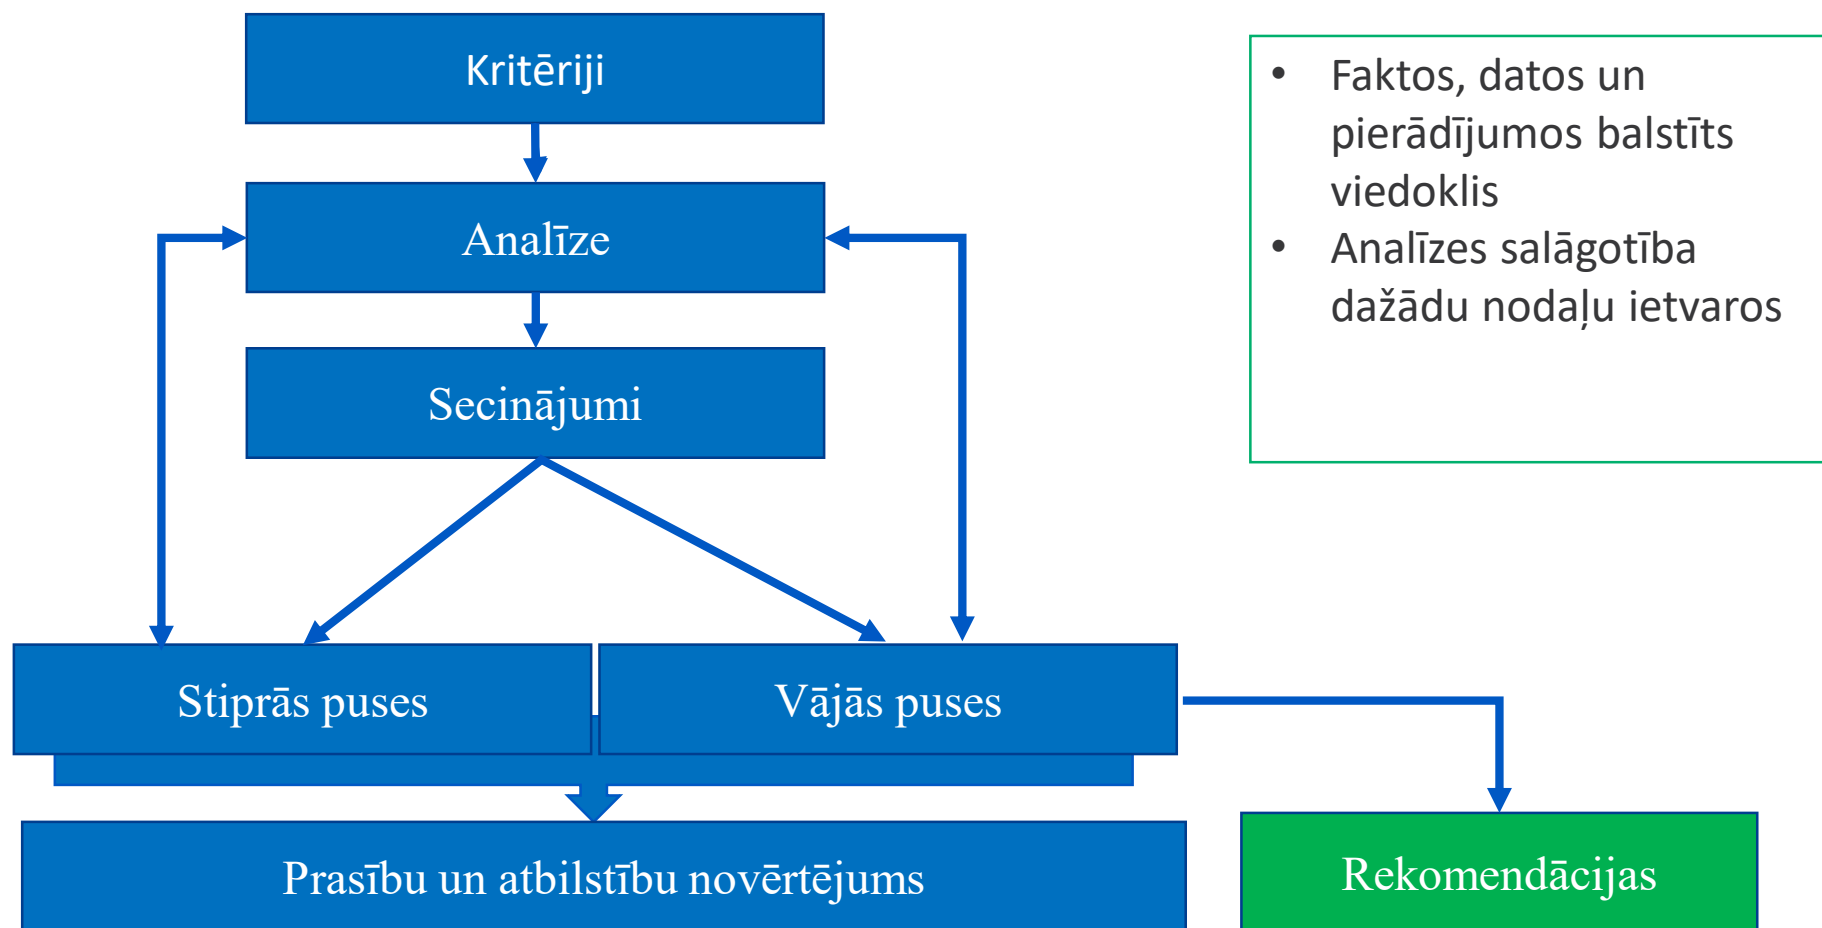 Kritēriji
Analīze
Secinājumi
Stiprās puses
Vājās puses
Prasību un atbilstību novērtējums
Rekomendācijas
• Faktos, datos un
pierādījumos balstīts
viedoklis
• Analīzes salāgotība
dažādu nodaļu ietvaros